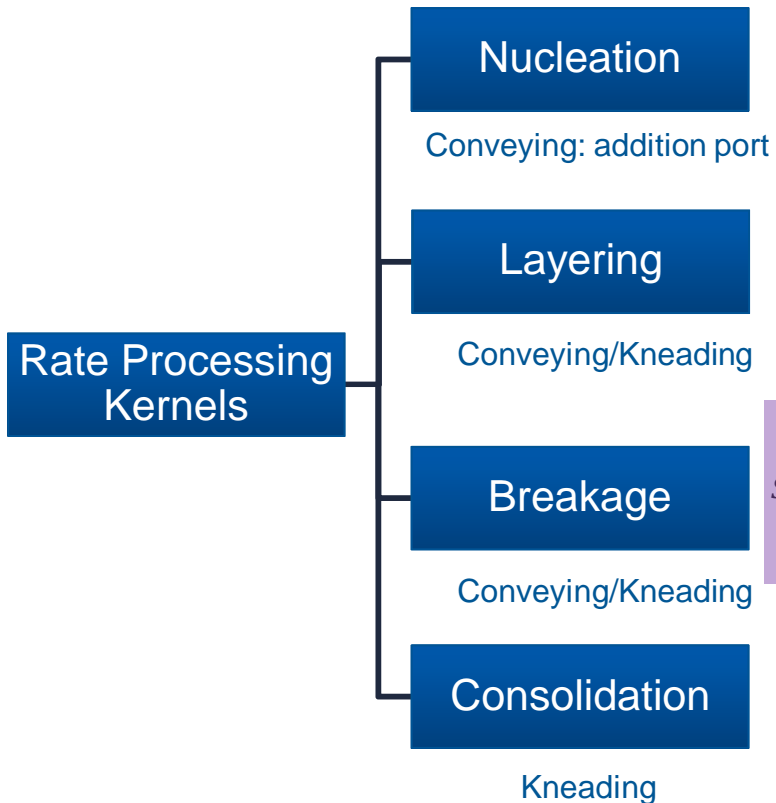 Nucleation
Conveying: addition port
Layering
Conveying/Kneading
Rate Processing
Kernels
Breakage
Conveying/Kneading
Consolidation
Kneading